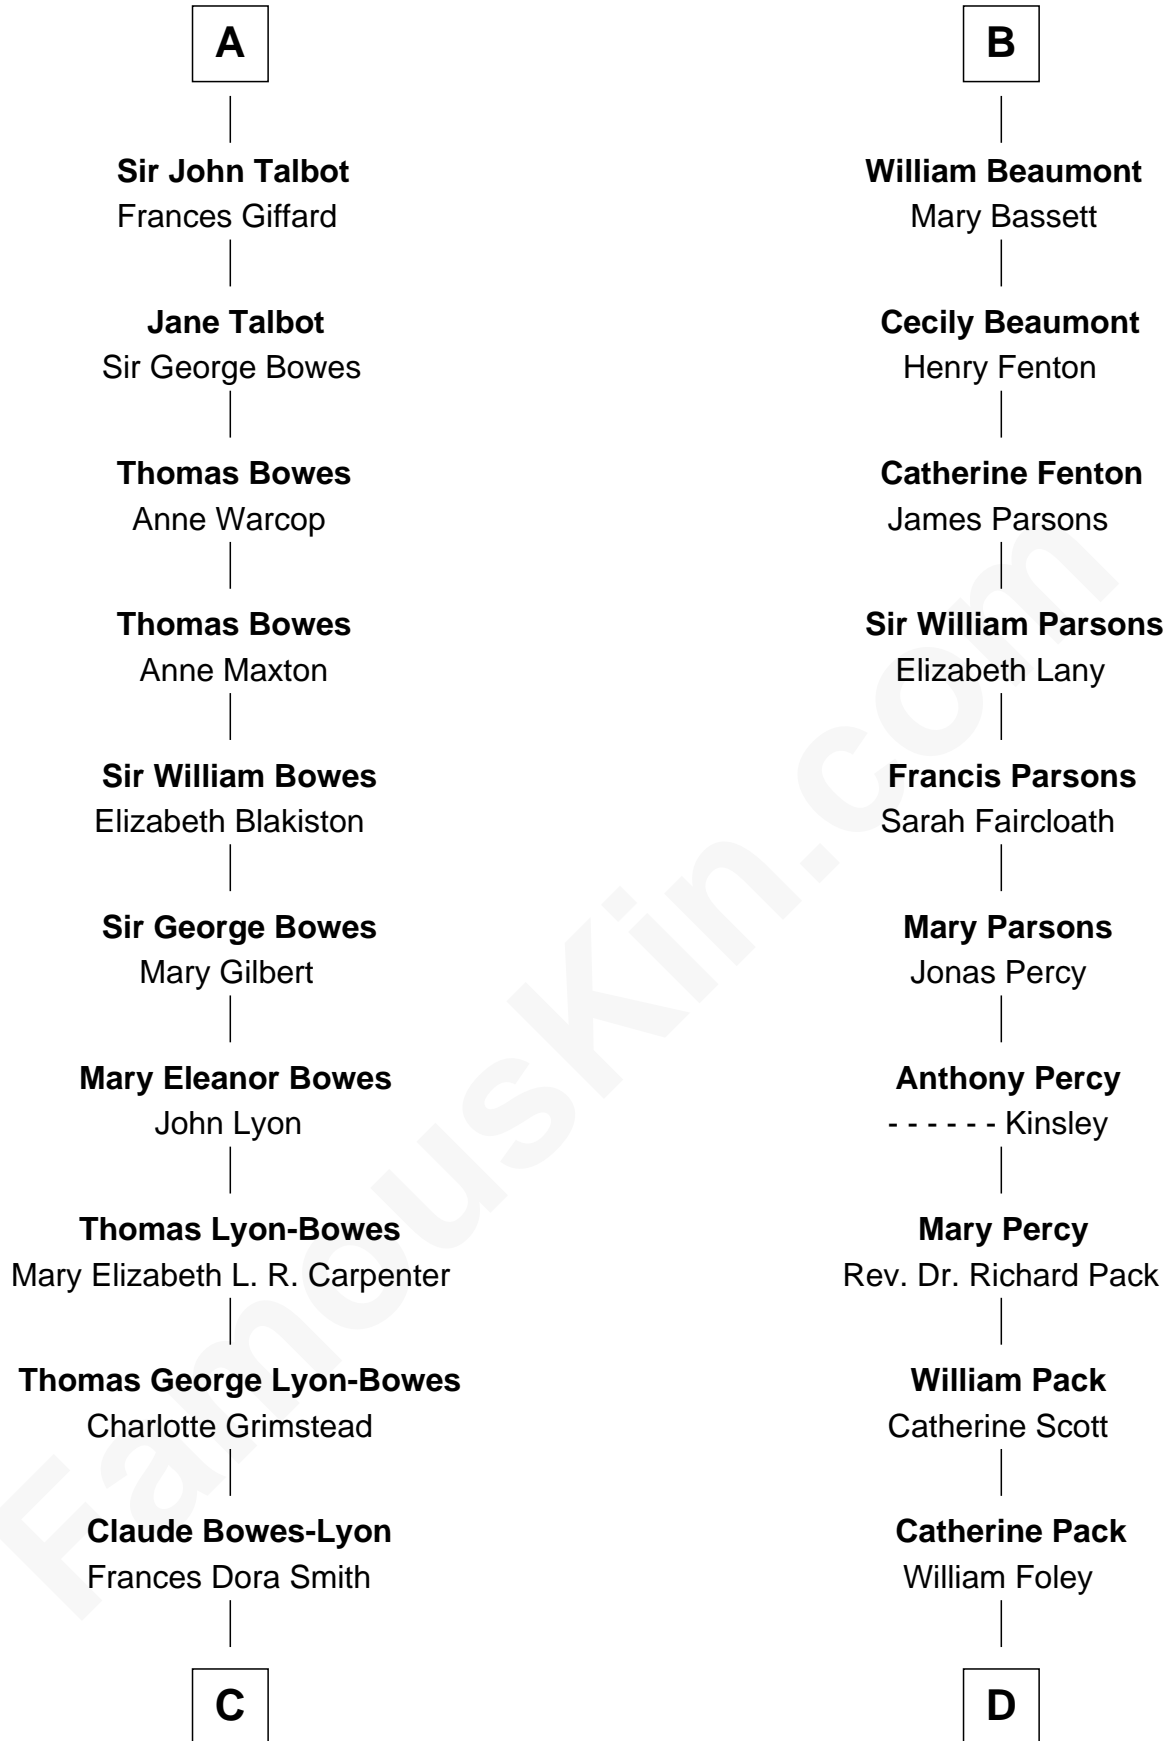 A
Sir John Talbot
Frances Giffard
Jane Talbot
Sir George Bowes
Thomas Bowes
Anne Warcop
Thomas Bowes
Anne Maxton
Sir William Bowes
Elizabeth Blakiston
Sir George Bowes
Mary Gilbert
Mary Eleanor Bowes
John Lyon
Thomas Lyon-Bowes
Mary Elizabeth L. R. Carpenter
Thomas George Lyon-Bowes
Charlotte Grimstead
Claude Bowes-Lyon
Frances Dora Smith
C
B
William Beaumont
Mary Bassett
Cecily Beaumont
Henry Fenton
Catherine Fenton
James Parsons
Sir William Parsons
Elizabeth Lany
Francis Parsons
Sarah Faircloath
Mary Parsons
Jonas Percy
Anthony Percy
- - - - - - Kinsley
Mary Percy
Rev. Dr. Richard Pack
William Pack
Catherine Scott
Catherine Pack
William Foley
D
FamousKin.com